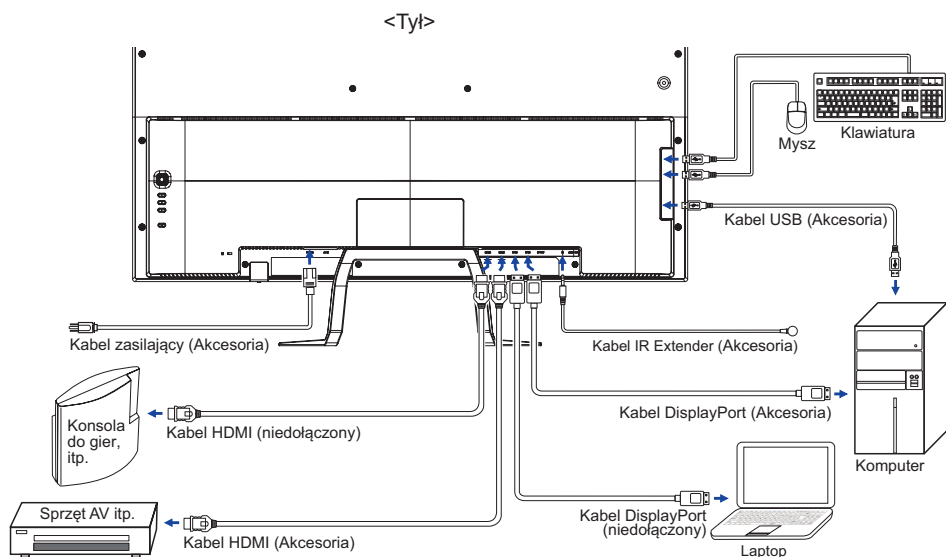 <Tył>
Klawiatura
Mysz
Kabel USB (Akcesoria)
Kabel zasilający (Akcesoria)
Kabel IR Extender (Akcesoria)
Konsola
do gier,
itp.
Kabel HDMI (niedołączony)
Kabel DisplayPort (Akcesoria)
Komputer
Sprzęt AV itp.
Kabel HDMI (Akcesoria)
Kabel DisplayPort
(niedołączony)
Laptop